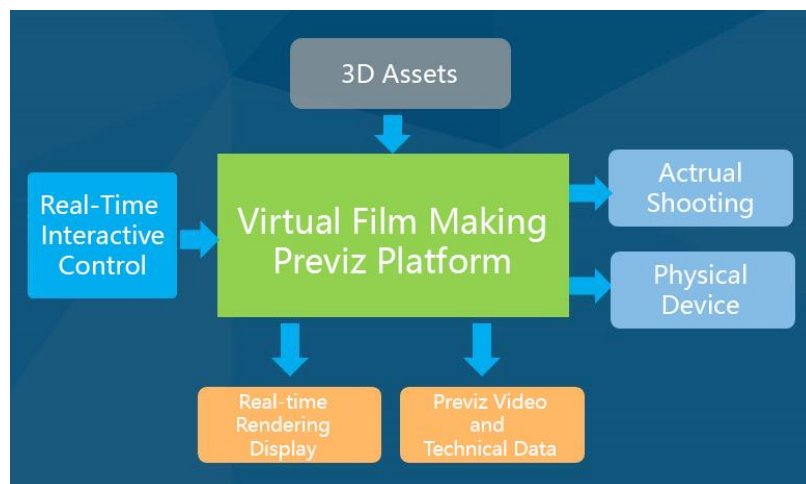 3D Assets
Real-Time
Interactive
Control
Virtual Film Making
Previz Platform
Actrual
Shooting
Physical
Device
Real-time
Rendering
Display
Previz Video
and
Technical Data